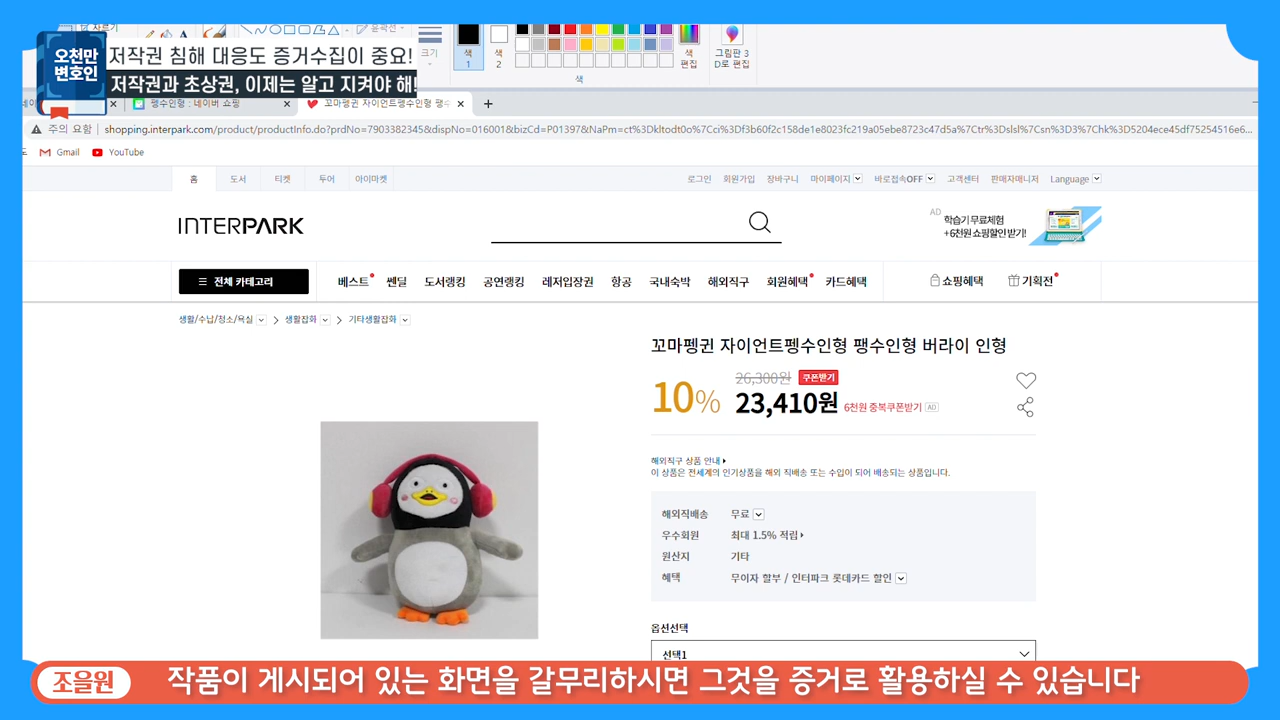 자르기
윤곽선
오천만
변호인
저작권 침해 대응도 증거수집이 중요!
저작권과 초상권, 이제는 알고 지켜야 해!
크기
색
1
색
2
색
편집
그림판 3
D로 편집
색
팽수인형 : 네이버 쇼핑
꼬마펭귄 자이언트펭수인형 팽수
주의 요함
shopping.interpark.com/product/productInfo.do?prdNo=7903382345&dispNo=016001&bizCd=P01397&NaPm=ct%3Dkltodt0o%7Cci%3Df3b60f2c158de1e8023fc219a05ebe8723c47d5a%7Ctr%3Dslsl%7Csn%3D3%7Chk%3D5204ece45df75254516e6...
Gmail
YouTube
홈 도서 티켓 투어 아이마켓
로그인 회원가입 장바구니 마이페이지 바로접속OFF 고객센터 판매자매니저 Language
INTERPARK
AD
학습기 무료체험
+6천원 쇼핑할인 받기!
전체 카테고리
베스트 쎈딜 도서랭킹 공연랭킹 레저입장권 항공 국내숙박 해외직구 회원혜택 카드혜택
쇼핑혜택 기획전
생활/수납/청소/욕실 생활잡화 기타생활잡화
꼬마펭귄 자이언트펭수인형 팽수인형 버라이 인형
10%
26,300원 쿠폰받기
23,410원 6천원 중복쿠폰받기 AD
해외직구 상품 안내
이 상품은 전세계의 인기상품을 해외 직배송 또는 수입이 되어 배송되는 상품입니다.
해외직배송 무료
우수회원 최대 1.5% 적립
원산지 기타
혜택 무이자 할부 / 인터파크 롯데카드 할인
옵션선택
선택1
조을원
작품이 게시되어 있는 화면을 갈무리하시면 그것을 증거로 활용하실 수 있습니다